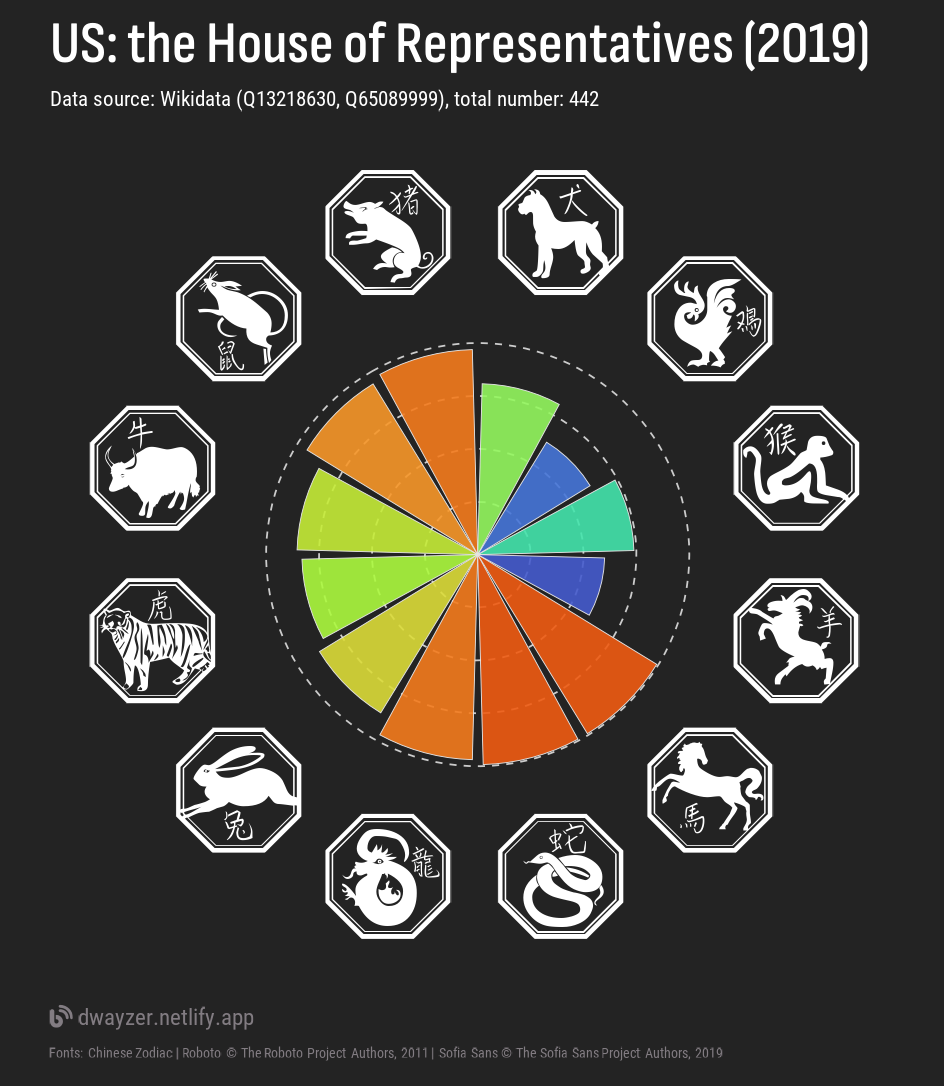 US: the House of Representatives (2019)
Data source: Wikidata (Q13218630, Q65089999), total number: 442
猪
犬
鼠
鸡
牛
猴
虎
羊
兔
馬
龍
蛇
dwayzer.netlify.app
Fonts: Chinese Zodiac | Roboto © The Roboto Project Authors, 2011 | Sofia Sans © The Sofia Sans Project Authors, 2019